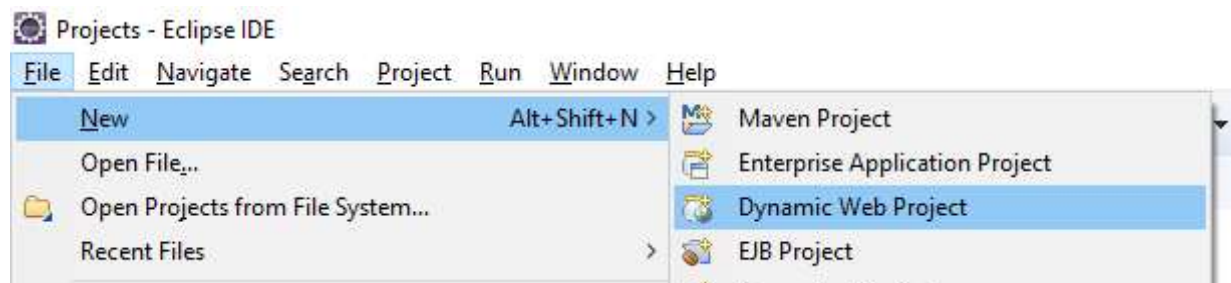 Projects - Eclipse IDE
File Edit Navigate Search Project Run Window Help
New Alt+Shift+N >
Open File...
Open Projects from File System...
Recent Files >
Maven Project
Enterprise Application Project
Dynamic Web Project
EJB Project